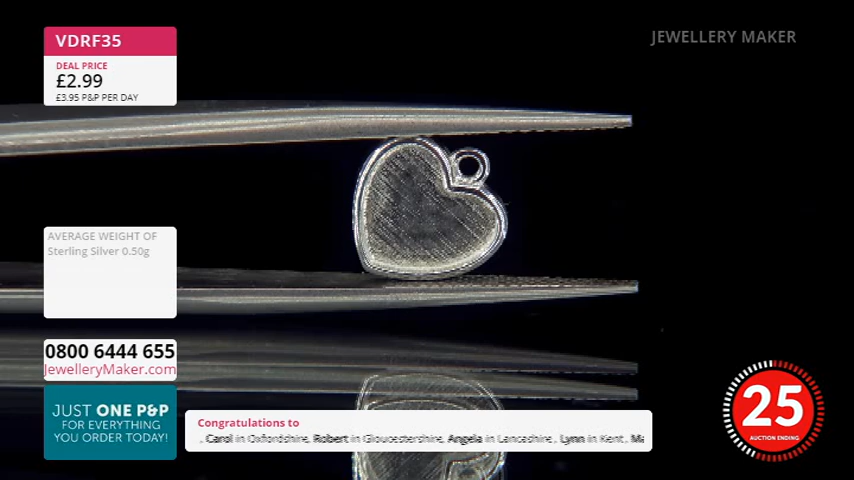 VDRF35
DEAL PRICE
£2.99
£3.95 P&P PER DAY
JEWELLERY MAKER
AVERAGE WEIGHT OF
Sterling Silver 0.50g
0800 6444 655
JewelleryMaker.com
JUST ONE P&P
FOR EVERYTHING
YOU ORDER TODAY!
Congratulations to
, Carol in Oxfordshire, Robert in Gloucestershire, Angela in Lancashire, Lynn in Kent, Ma
25
AUCTION ENDING